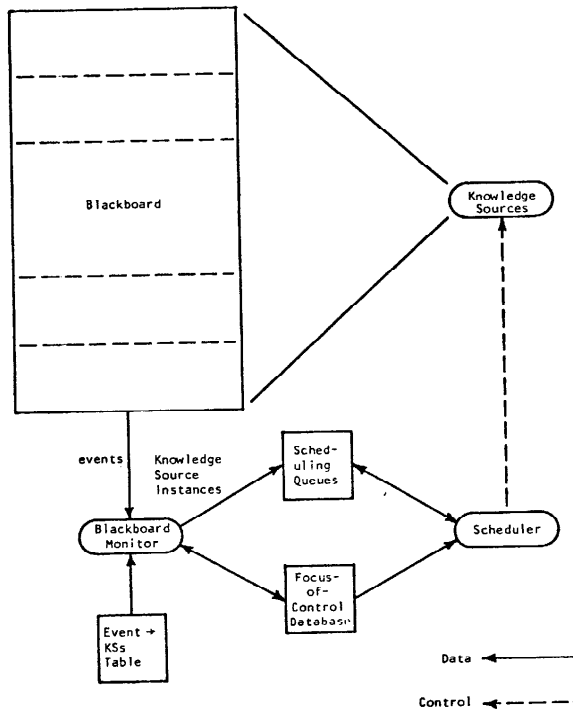 Blackboard
Knowledge
Sources
events
Knowledge
Source
Instances
Sched-
uling
Queues
Blackboard
Monitor
Scheduler
Focus-
of-
Control
Database
Event →
KSs
Table
Data
Control